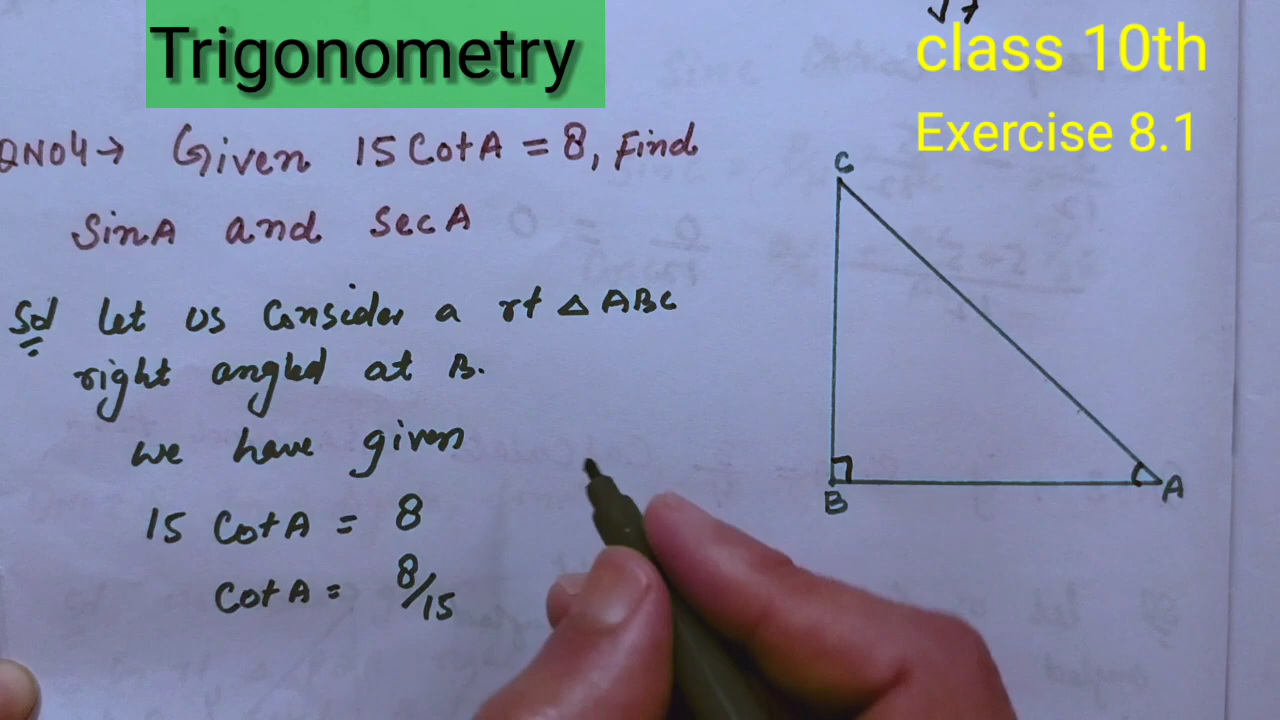 Trigonometry
class 10th
Exercise 8.1
QNO4→ Given 15 CotA = 8, Find
SinA and SecA
Sol Let us Consider a rt △ ABC
right angled at B.
we have given
15 CotA = 8
CotA = 8/15
C
B
A